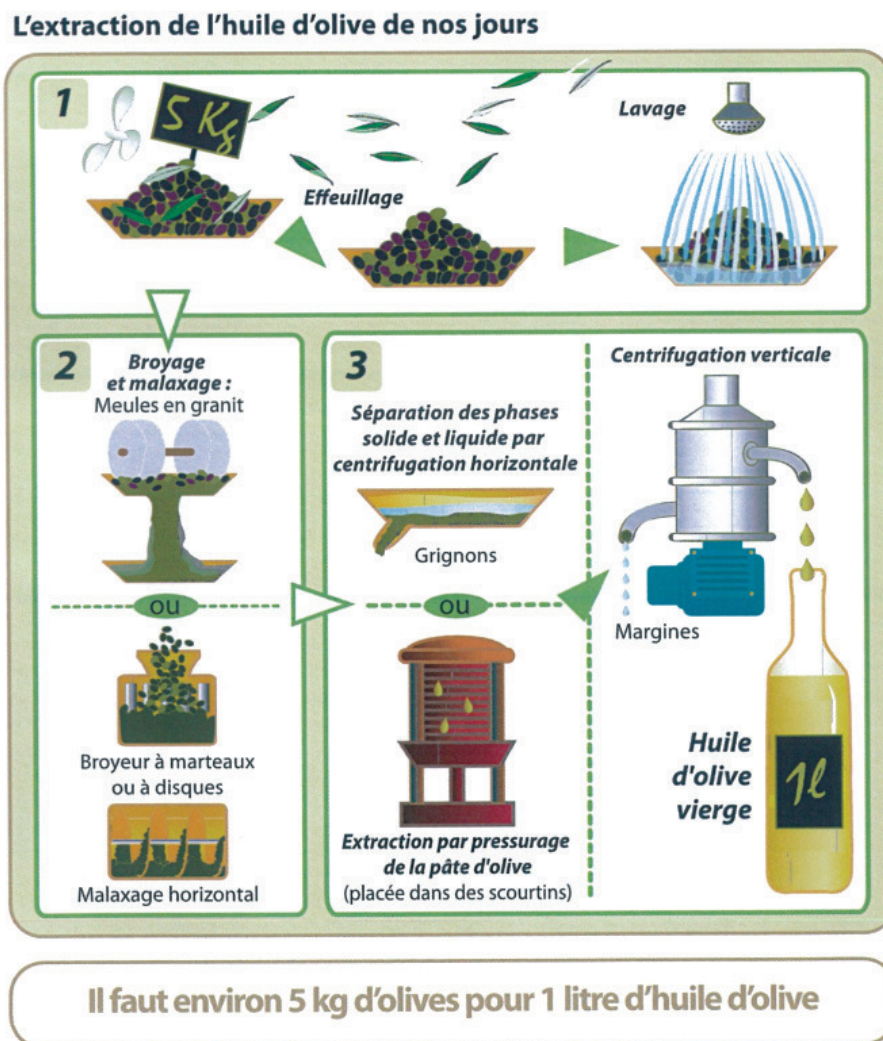 L'extraction de l'huile d'olive de nos jours
1
5 Kg
Effeuillage
Lavage
2
Broyage
et malaxage :
Meules en granit
ou
Broyeur à marteaux
ou à disques
Malaxage horizontal
3
Séparation des phases
solide et liquide par
centrifugation horizontale
Grignons
ou
Extraction par pressurage
de la pâte d'olive
(placée dans des scourtins)
Centrifugation verticale
Margines
Huile
d'olive
vierge
1l
Il faut environ 5 kg d'olives pour 1 litre d'huile d'olive